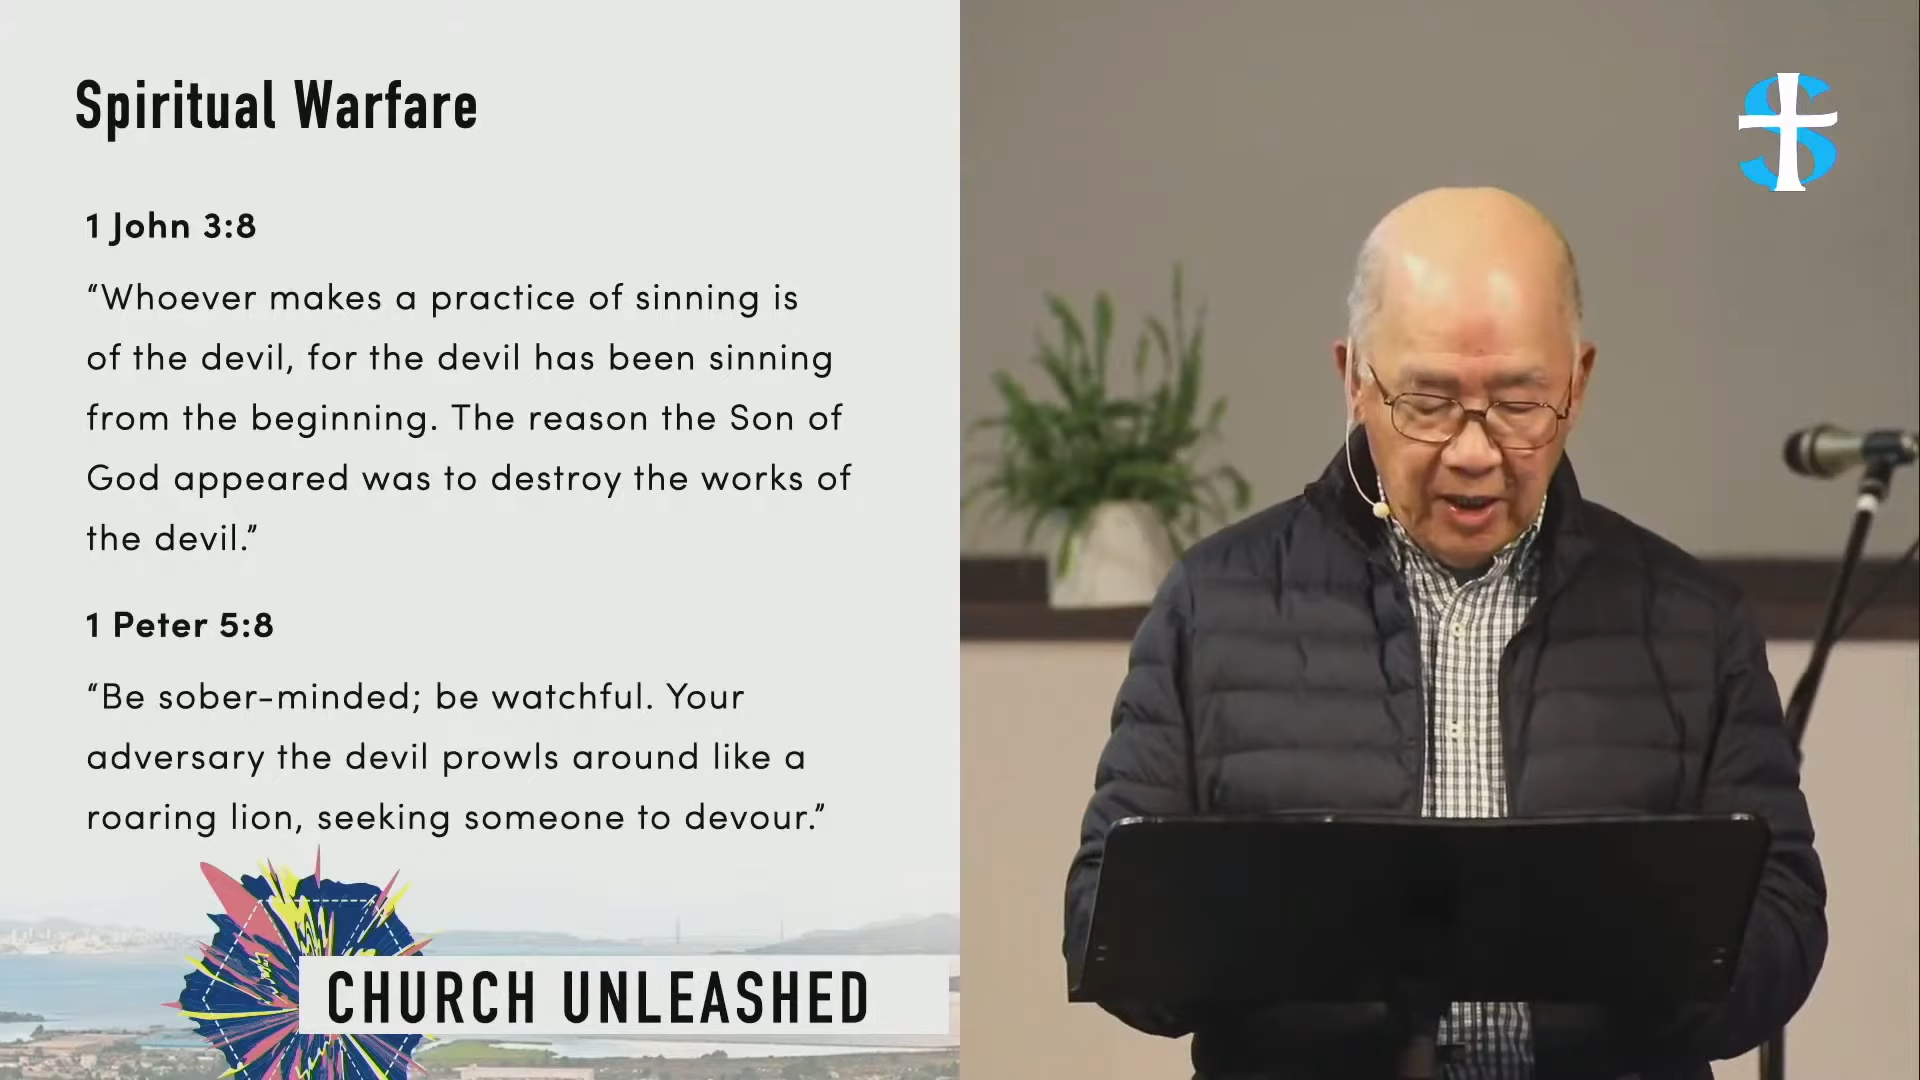 Spiritual Warfare
1 John 3:8
“Whoever makes a practice of sinning is
of the devil, for the devil has been sinning
from the beginning. The reason the Son of
God appeared was to destroy the works of
the devil.”
1 Peter 5:8
“Be sober-minded; be watchful. Your
adversary the devil prowls around like a
roaring lion, seeking someone to devour.”
CHURCH UNLEASHED